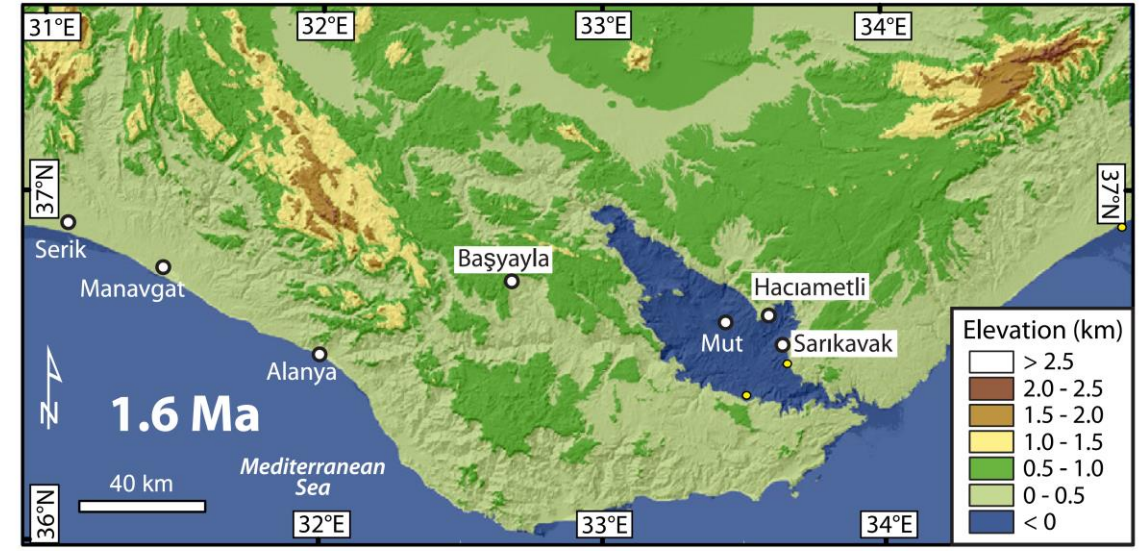 31°E
32°E
33°E
34°E
37°N
37°N
Serik
Manavgat
Başyayla
Hacıametli
Mut
Sarıkavak
Alanya
N
1.6 Ma
Mediterranean
Sea
40 km
36°N
32°E
33°E
34°E
Elevation (km)
> 2.5
2.0 - 2.5
1.5 - 2.0
1.0 - 1.5
0.5 - 1.0
0 - 0.5
< 0